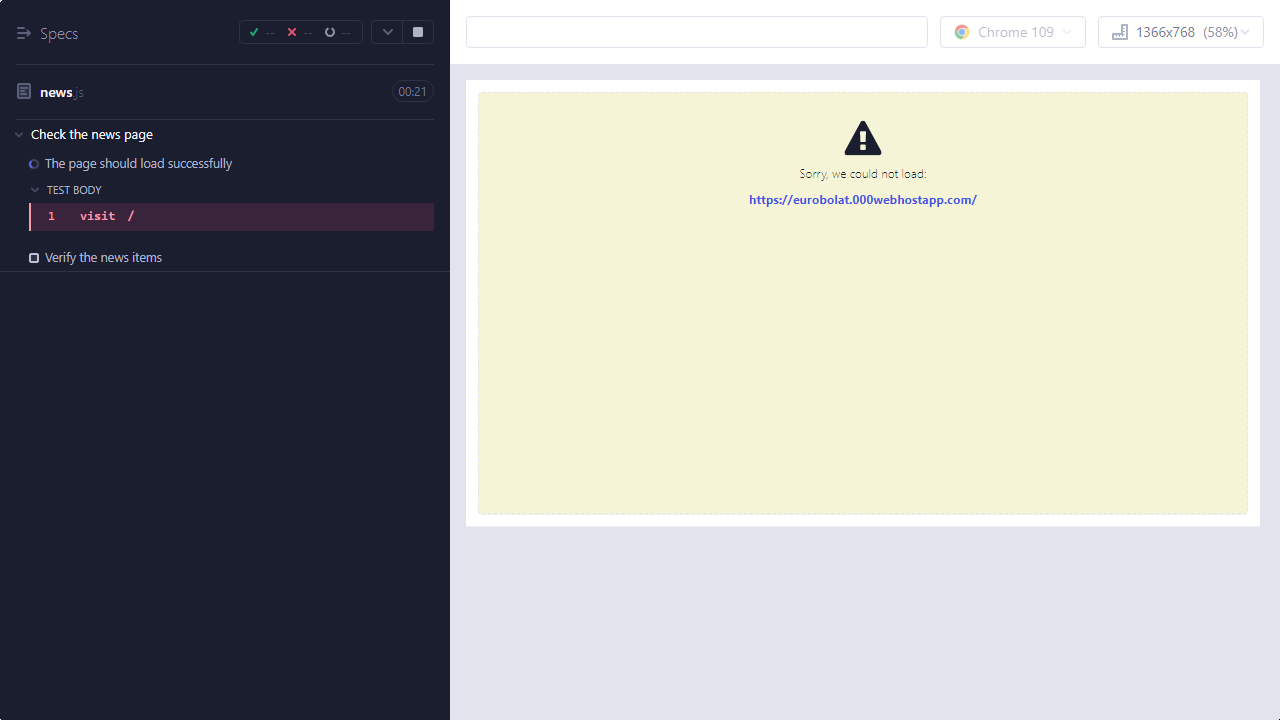 Specs
--
--
--
news.js
00:21
Check the news page
The page should load successfully
TEST BODY
1 visit /
Verify the news items
Chrome 109
1366x768 (58%)
Sorry, we could not load:
https://eurobolat.000webhostapp.com/